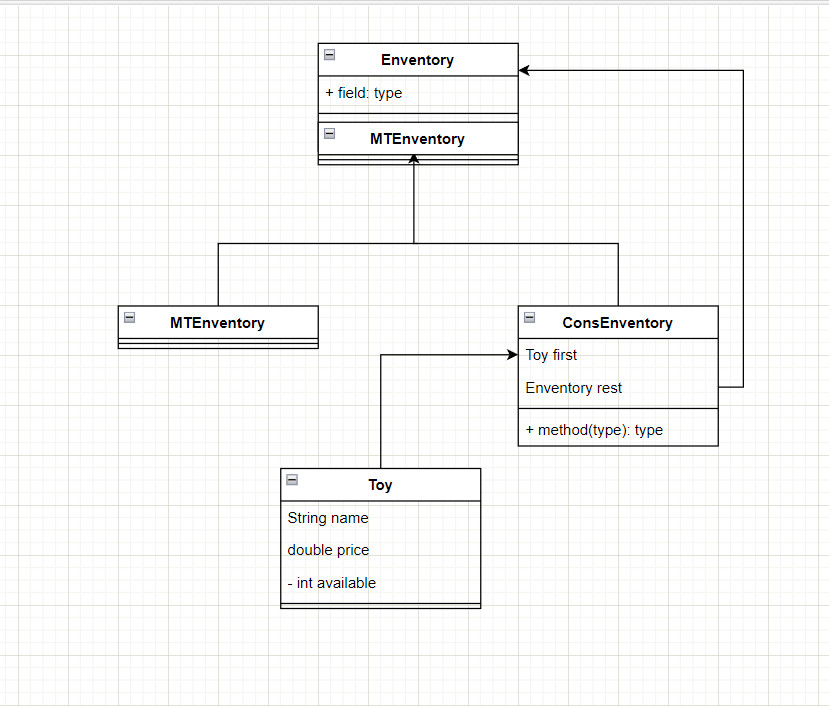 Enventory
+ field: type
MTEnventory
MTEnventory
ConsEnventory
Toy first
Enventory rest
+ method(type): type
Toy
String name
double price
- int available